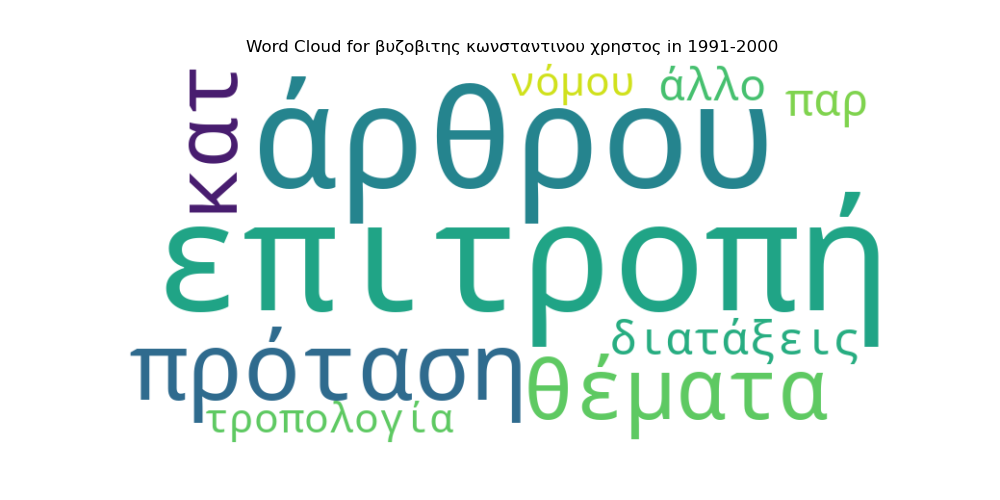 Word Cloud for βυζοβιτης κωνσταντινου χρηστος in 1991-2000
κατ
άρθρου
νόμου
άλλο
παρ
επιτροπή
πρόταση
θέματα
διατάξεις
τροπολογία